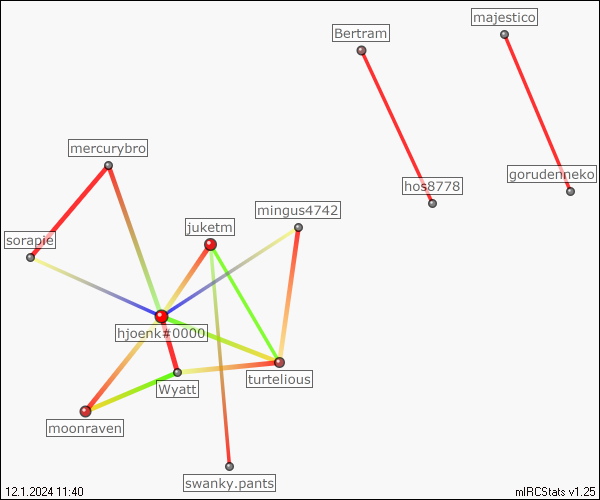 majestico
Bertram
mercurybro
gorudenneko
hos8778
mingus4742
juketm
sorapie
hjoenk#0000
turtelious
Wyatt
moonraven
swanky.pants
12.1.2024 11:40
mIRCStats v1.25